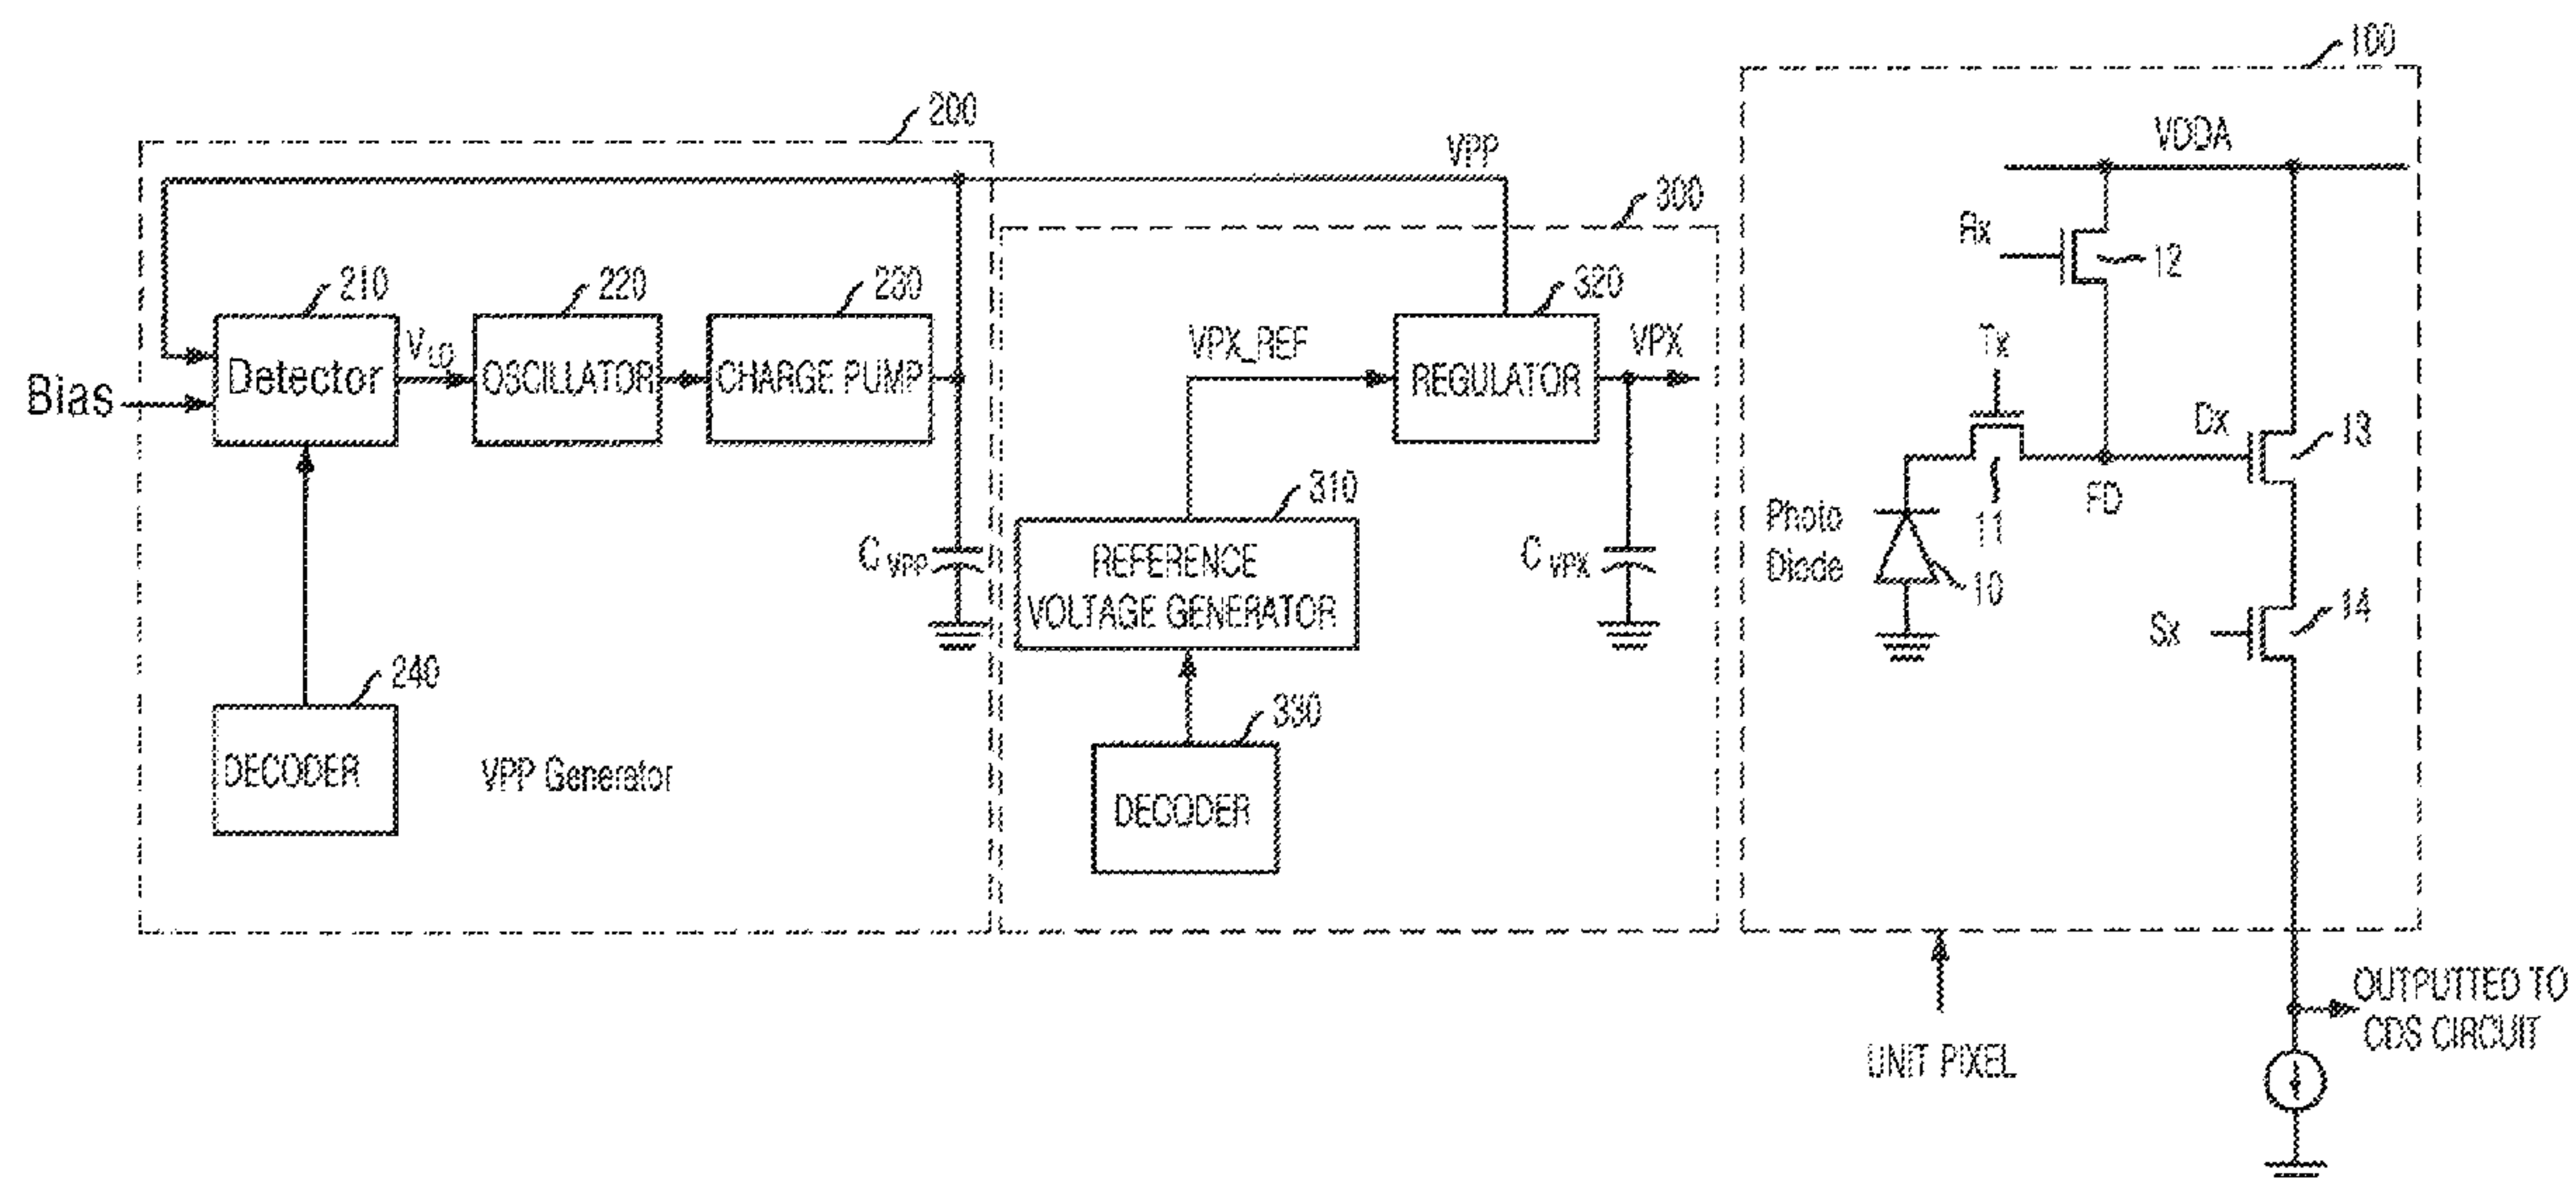 100
200
VPP
VDDA
300
Rx
12
210
220
230
320
VLO
VPX_REF
VPX
Tx
Bias
Detector
OSCILLATOR
CHARGE PUMP
REGULATOR
Dx
13
310
FD
11
Photo
Diode
10
CVPP
REFERENCE
VOLTAGE GENERATOR
CVPX
Sx
14
240
330
DECODER
VPP Generator
DECODER
OUTPUTTED TO
CDS CIRCUIT
UNIT PIXEL